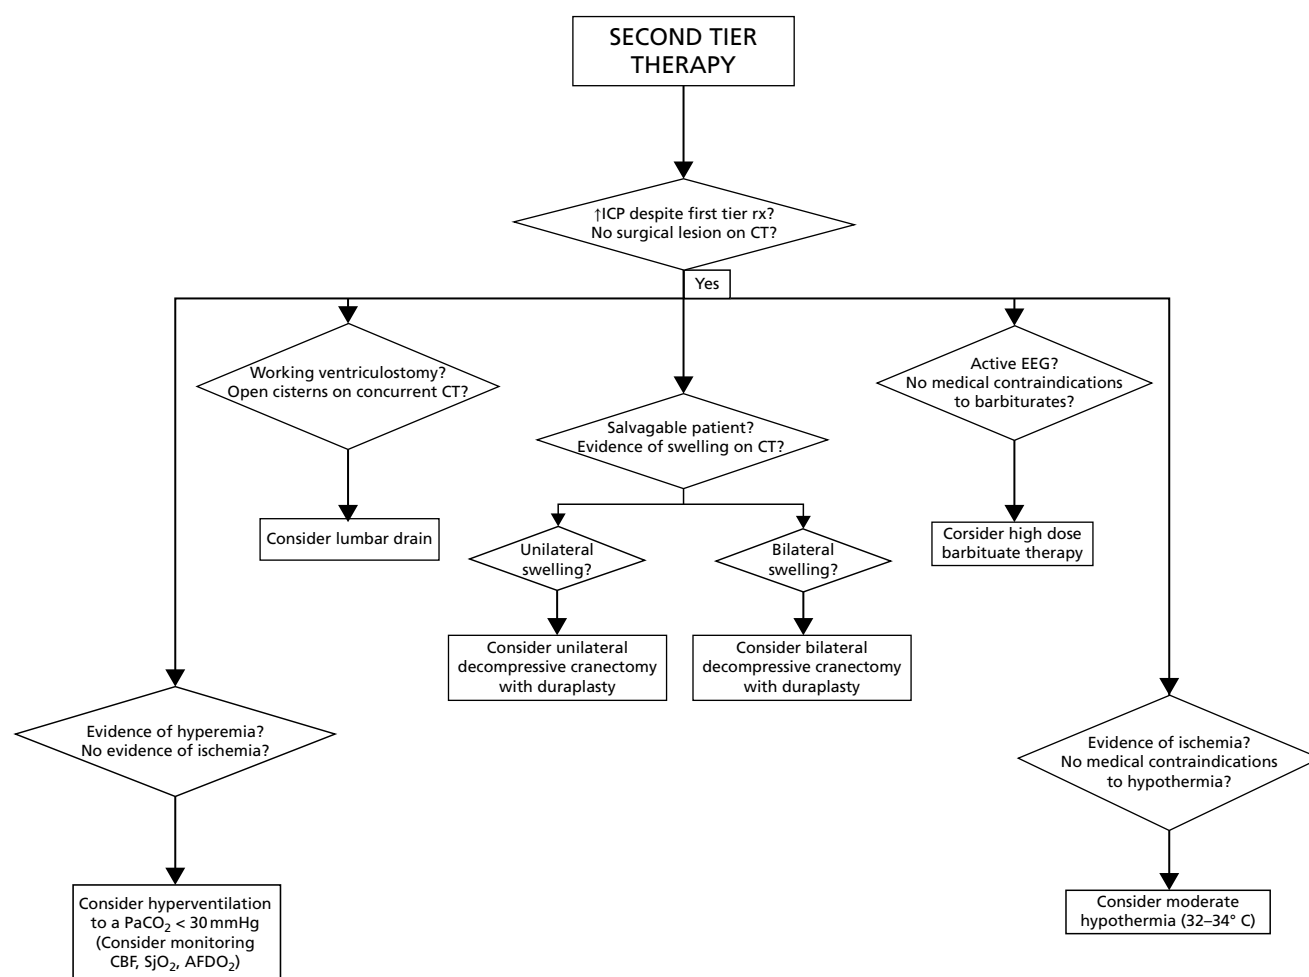 SECOND TIER
THERAPY
↑ICP despite first tier rx?
No surgical lesion on CT?
Yes
Working ventriculostomy?
Open cisterns on concurrent CT?
Consider lumbar drain
Salvagable patient?
Evidence of swelling on CT?
Unilateral
swelling?
Bilateral
swelling?
Consider unilateral
decompressive cranectomy
with duraplasty
Consider bilateral
decompressive cranectomy
with duraplasty
Active EEG?
No medical contraindications
to barbiturates?
Consider high dose
barbituate therapy
Evidence of hyperemia?
No evidence of ischemia?
Consider hyperventilation
to a PaCO₂ < 30 mmHg
(Consider monitoring
CBF, SjO₂, AFDO₂)
Evidence of ischemia?
No medical contraindications
to hypothermia?
Consider moderate
hypothermia (32–34° C)